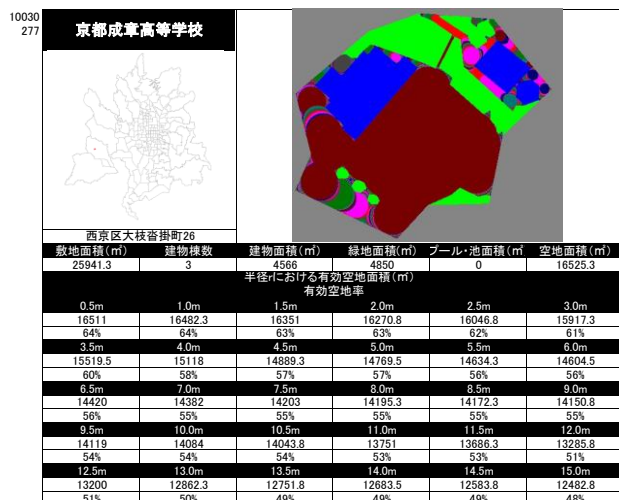 10030
277
京都成章高等学校
西京区大枝沓掛町26
敷地面積(㎡) 建物棟数 建物面積(㎡) 緑地面積(㎡) プール・池面積(㎡ 空地面積(㎡)
25941.3 3 4566 4850 0 16525.3
半径rにおける有効空地面積(㎡)
有効空地率
0.5m 1.0m 1.5m 2.0m 2.5m 3.0m
16511 16482.3 16351 16270.8 16046.8 15917.3
64% 64% 63% 63% 62% 61%
3.5m 4.0m 4.5m 5.0m 5.5m 6.0m
15519.5 15118 14889.3 14769.5 14634.3 14604.5
60% 58% 57% 57% 56% 56%
6.5m 7.0m 7.5m 8.0m 8.5m 9.0m
14420 14382 14203 14195.3 14172.3 14150.8
56% 55% 55% 55% 55% 55%
9.5m 10.0m 10.5m 11.0m 11.5m 12.0m
14119 14084 14043.8 13751 13686.3 13285.8
54% 54% 54% 53% 53% 51%
12.5m 13.0m 13.5m 14.0m 14.5m 15.0m
13200 12862.3 12751.8 12683.5 12583.8 12482.8
51% 50% 49% 49% 49% 48%